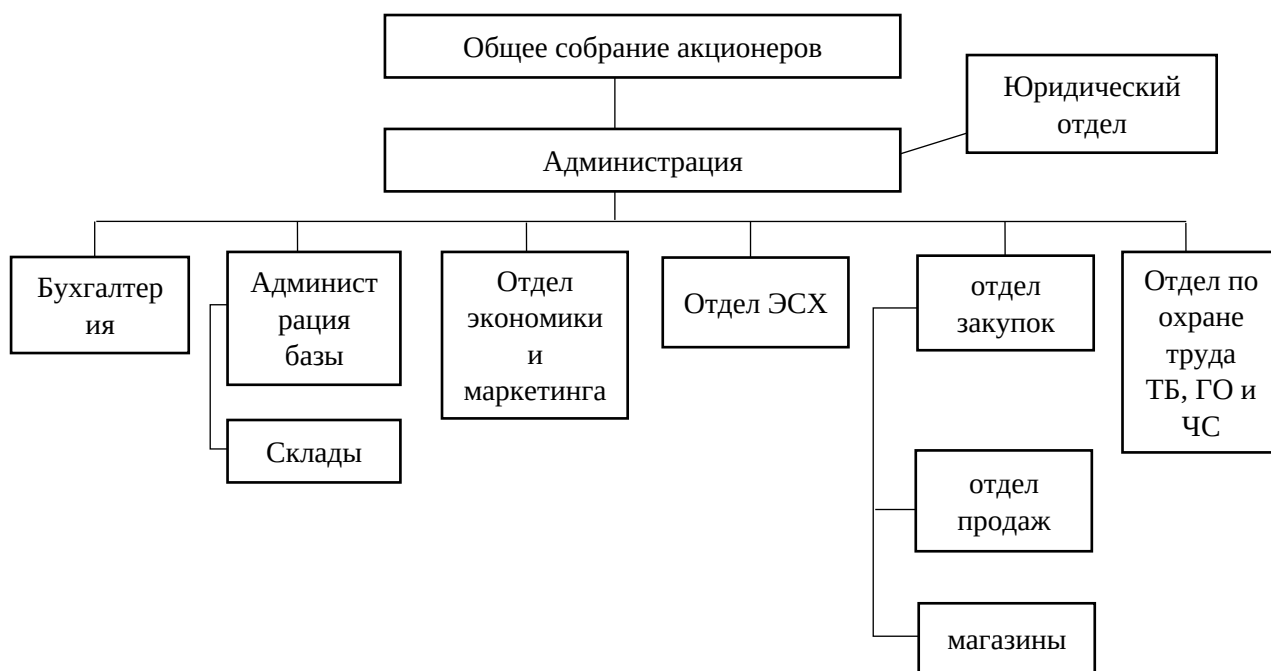 Общее собрание акционеров
Юридический
отдел
Администрация
Бухгалтер
ия
Админист
рация
базы
Отдел
экономики
и
маркетинга
Отдел ЭСХ
отдел
закупок
Отдел по
охране
труда
ТБ, ГО и
ЧС
Склады
отдел
продаж
магазины